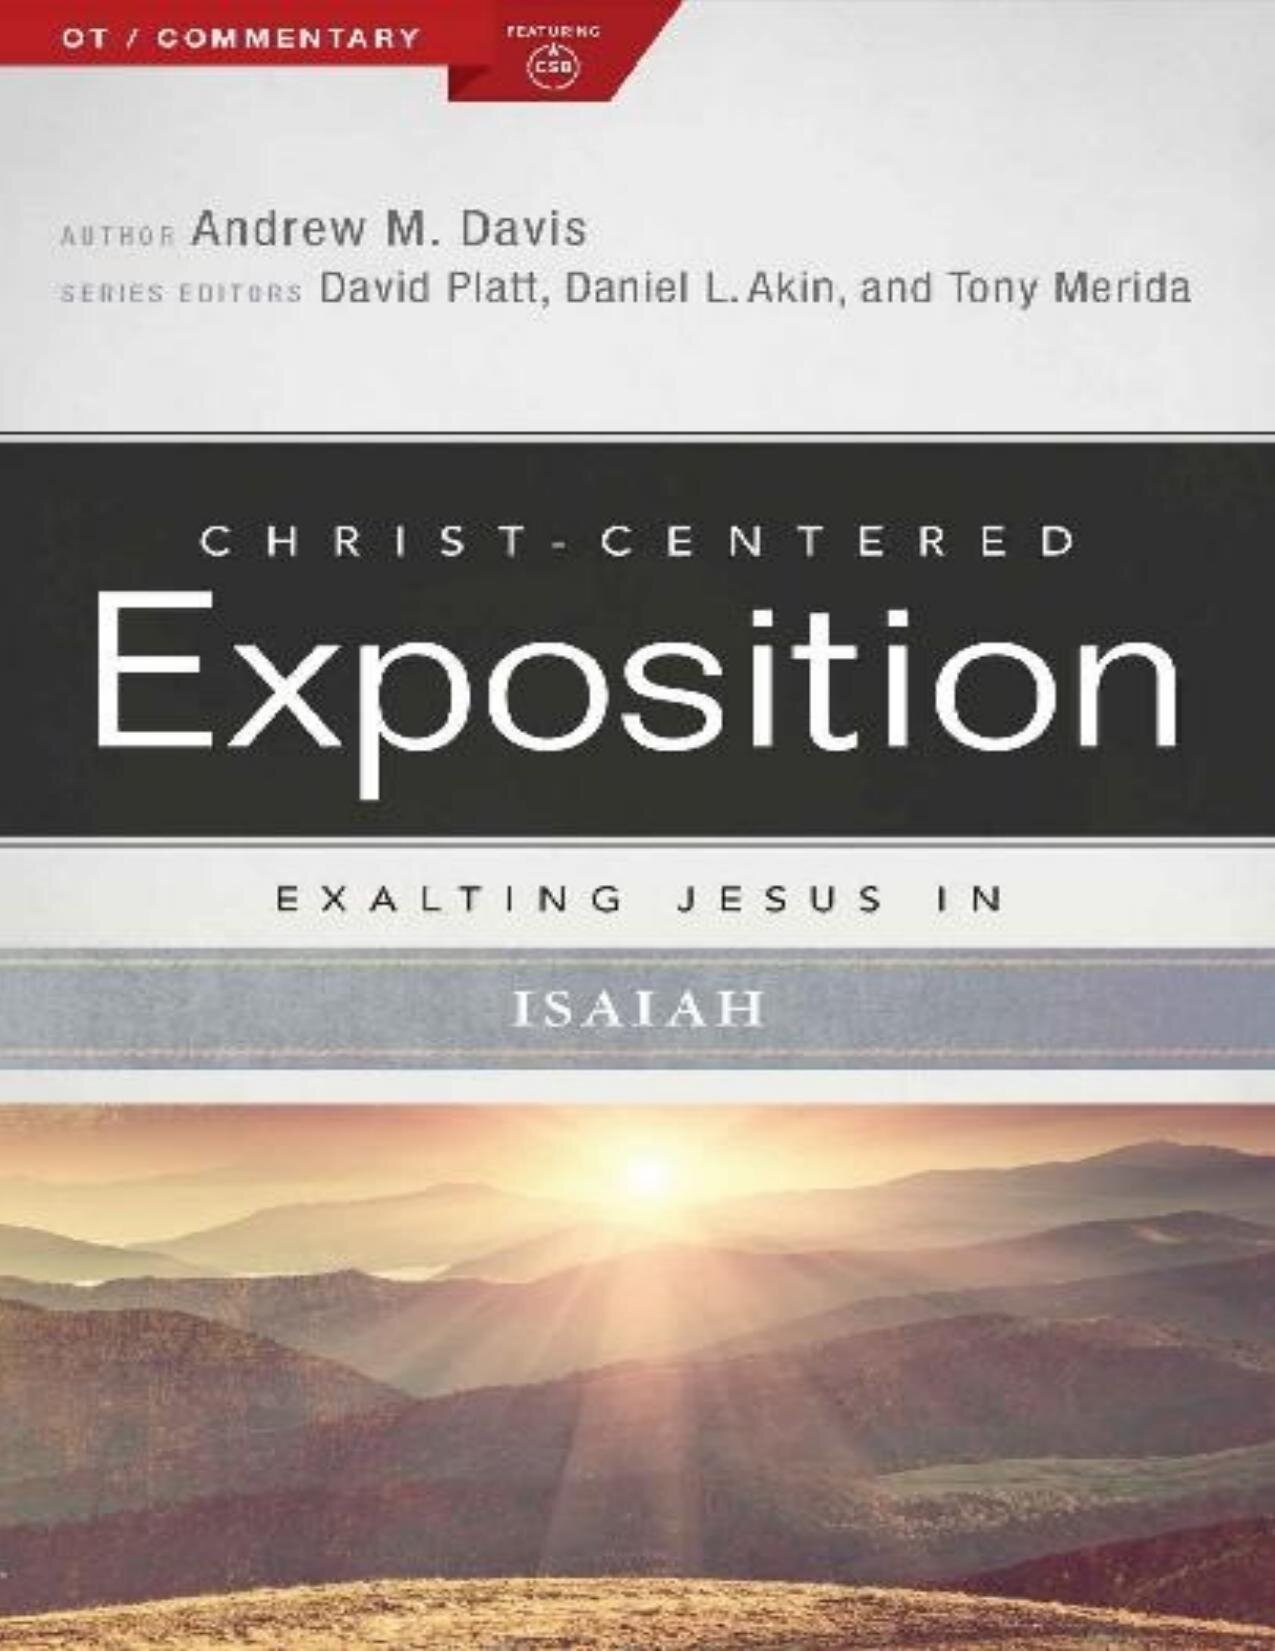 OT / COMMENTARY
FEATURING
CSB
AUTHOR Andrew M. Davis
SERIES EDITORS David Platt, Daniel L. Akin, and Tony Merida
CHRIST-CENTERED
Exposition
EXALTING JESUS IN
ISAIAH